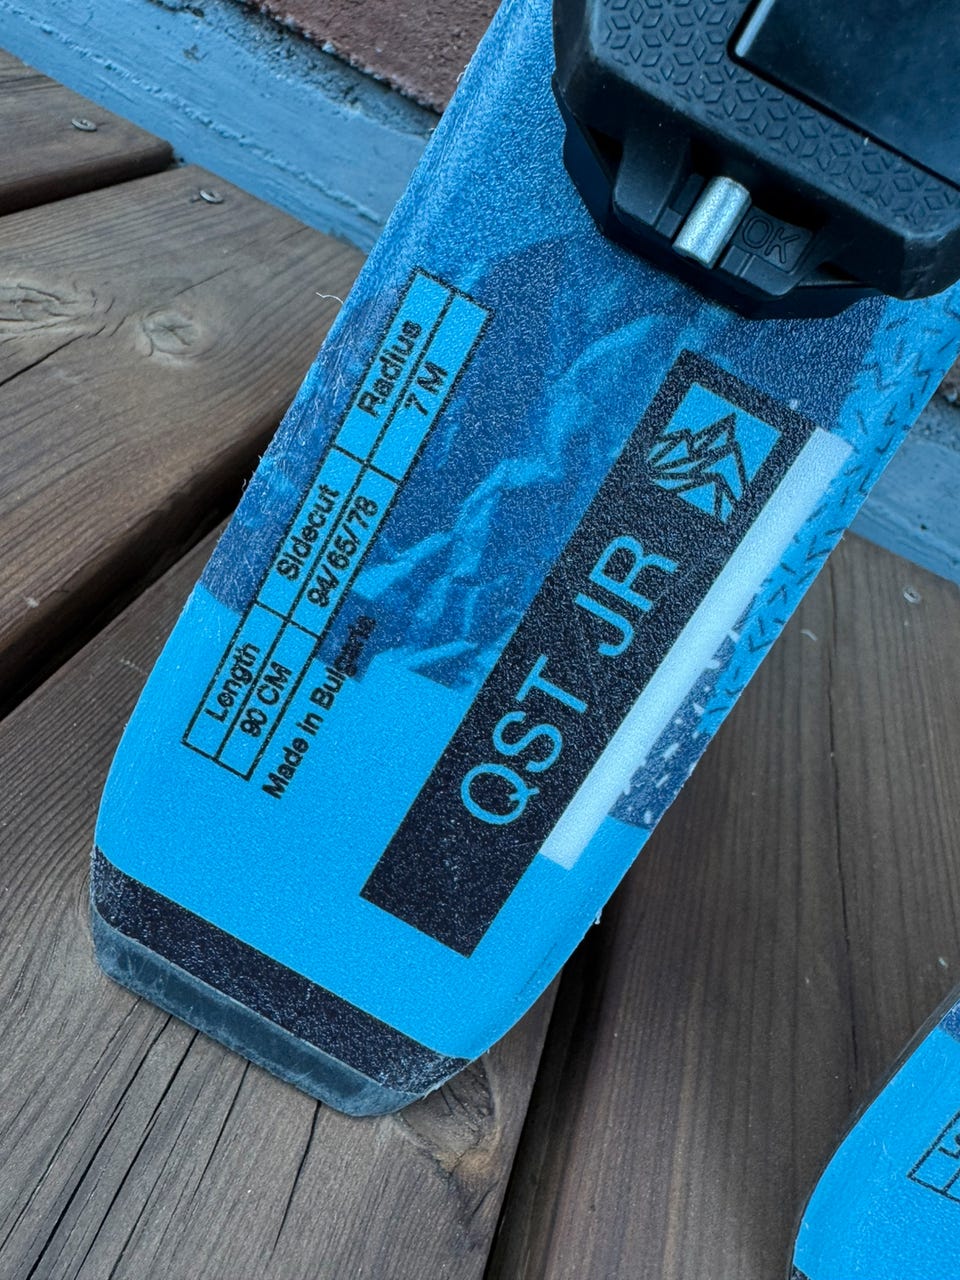 Length Sidecut Radius
90 CM 94/65/78 7 M
Made in Bulgaria
QST JR
OK